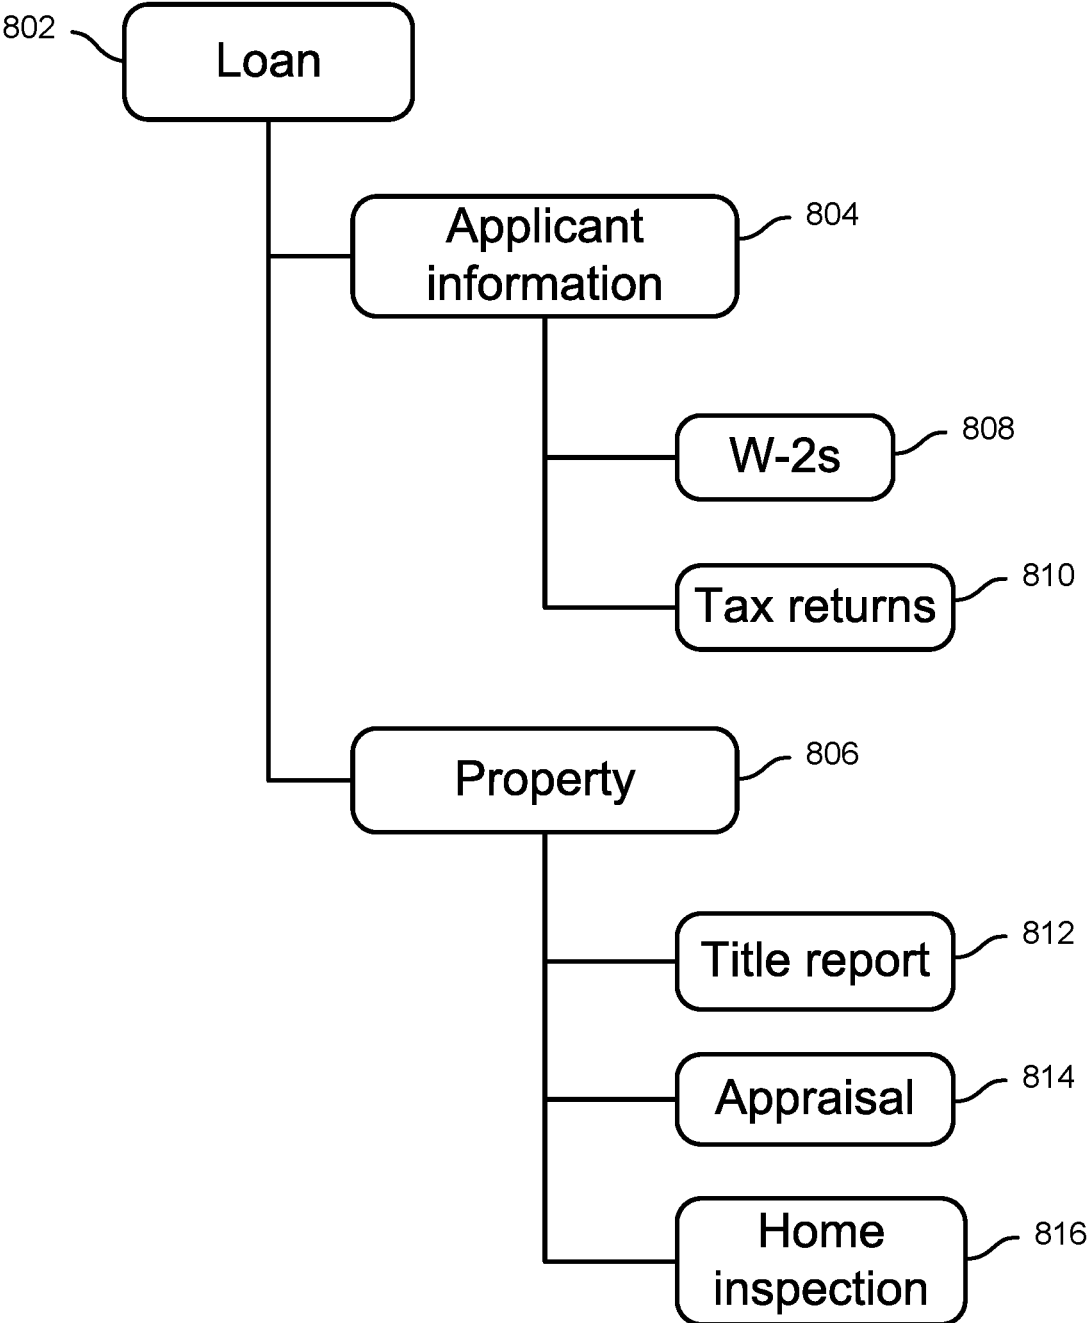 802
Loan
Applicant
information
804
W-2s
808
Tax returns
810
Property
806
Title report
812
Appraisal
814
Home
inspection
816